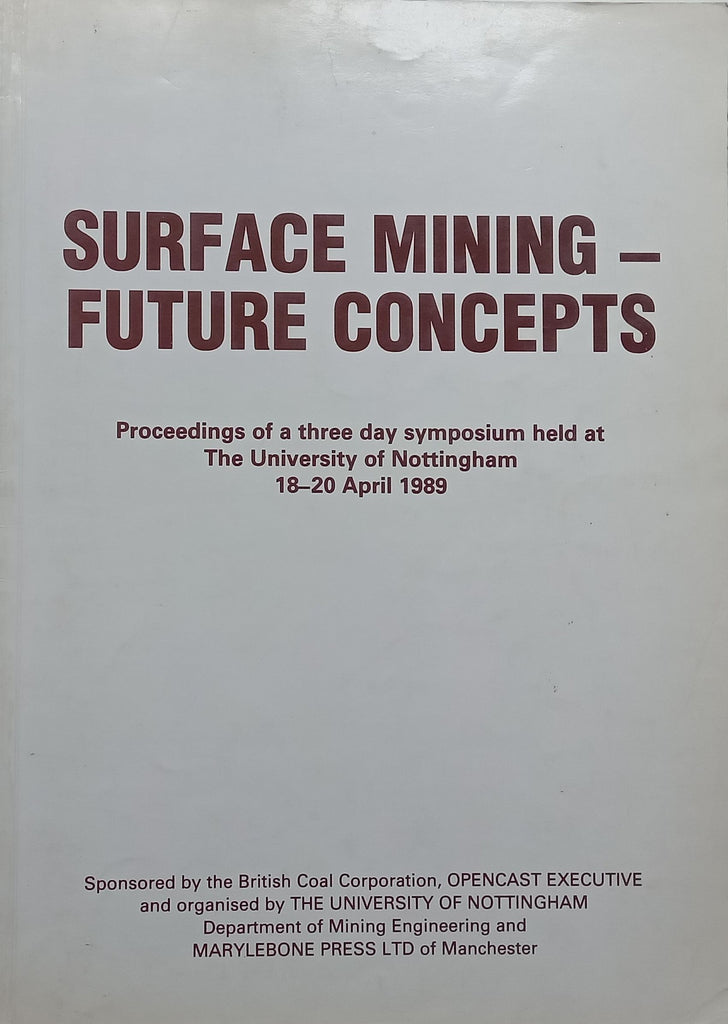 SURFACE MINING –
FUTURE CONCEPTS
Proceedings of a three day symposium held at
The University of Nottingham
18–20 April 1989
Sponsored by the British Coal Corporation, OPENCAST EXECUTIVE
and organised by THE UNIVERSITY OF NOTTINGHAM
Department of Mining Engineering and
MARYLEBONE PRESS LTD of Manchester